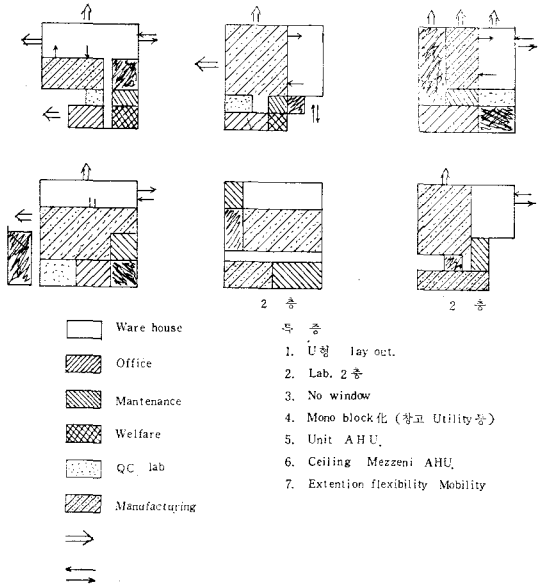 2 층
2 층
Ware house
Office
Mantenance
Welfare
QC. lab
Manufacturing
특 증
1. U형 lay out.
2. Lab. 2층
3. No window
4. Mono block化 (창고 Utility등)
5. Unit AHU.
6. Ceiling Mezzeni AHU.
7. Extention flexibility Mobility